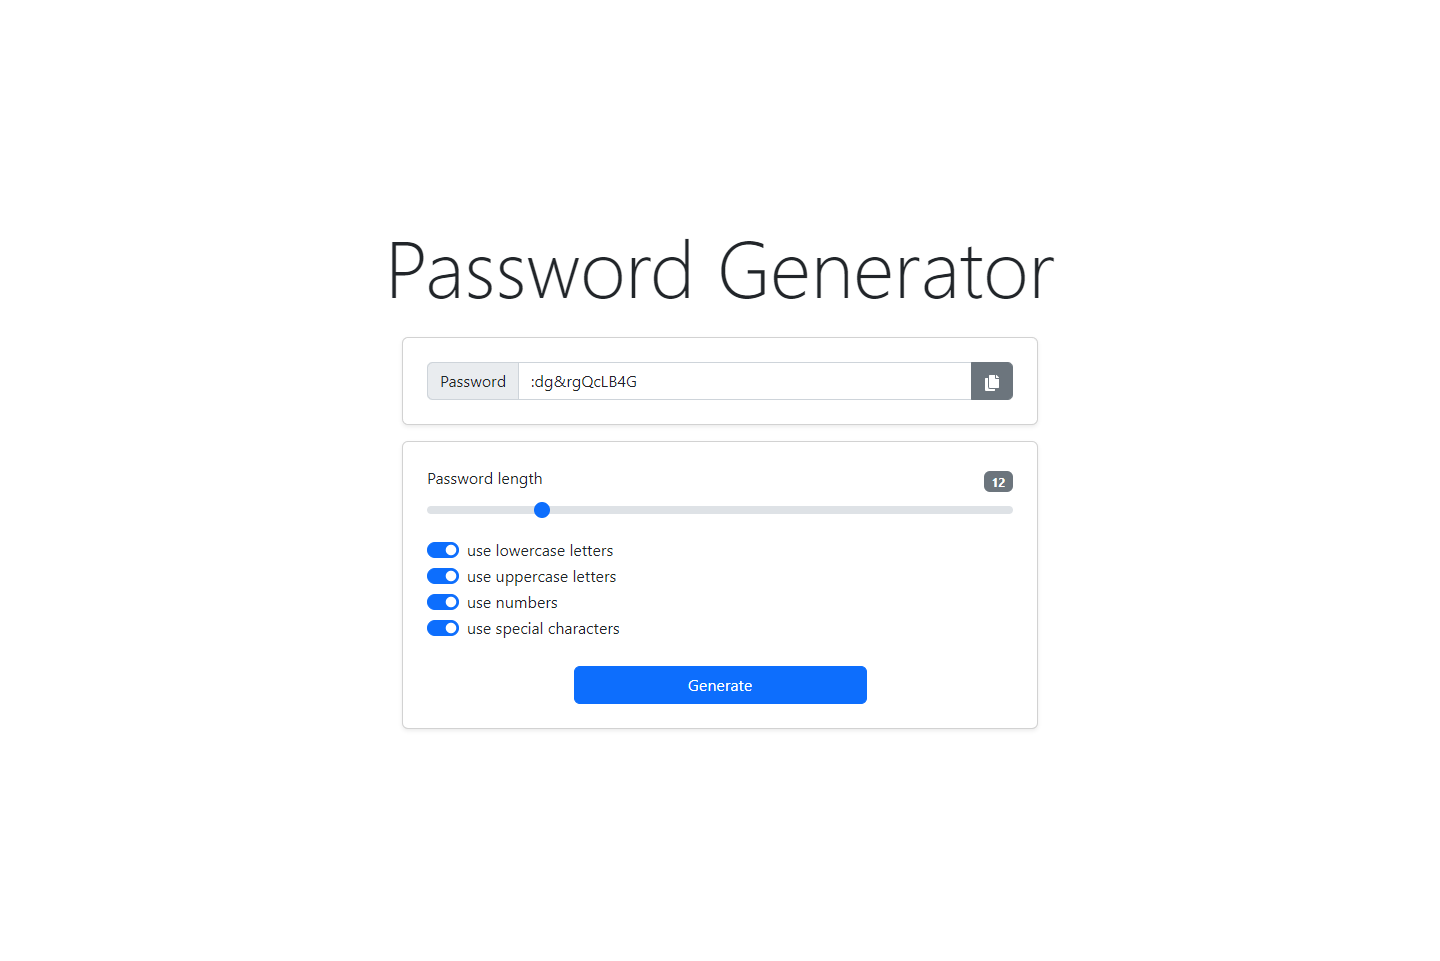 Password Generator
Password :dg&rgQcLB4G
Password length 12
use lowercase letters
use uppercase letters
use numbers
use special characters
Generate